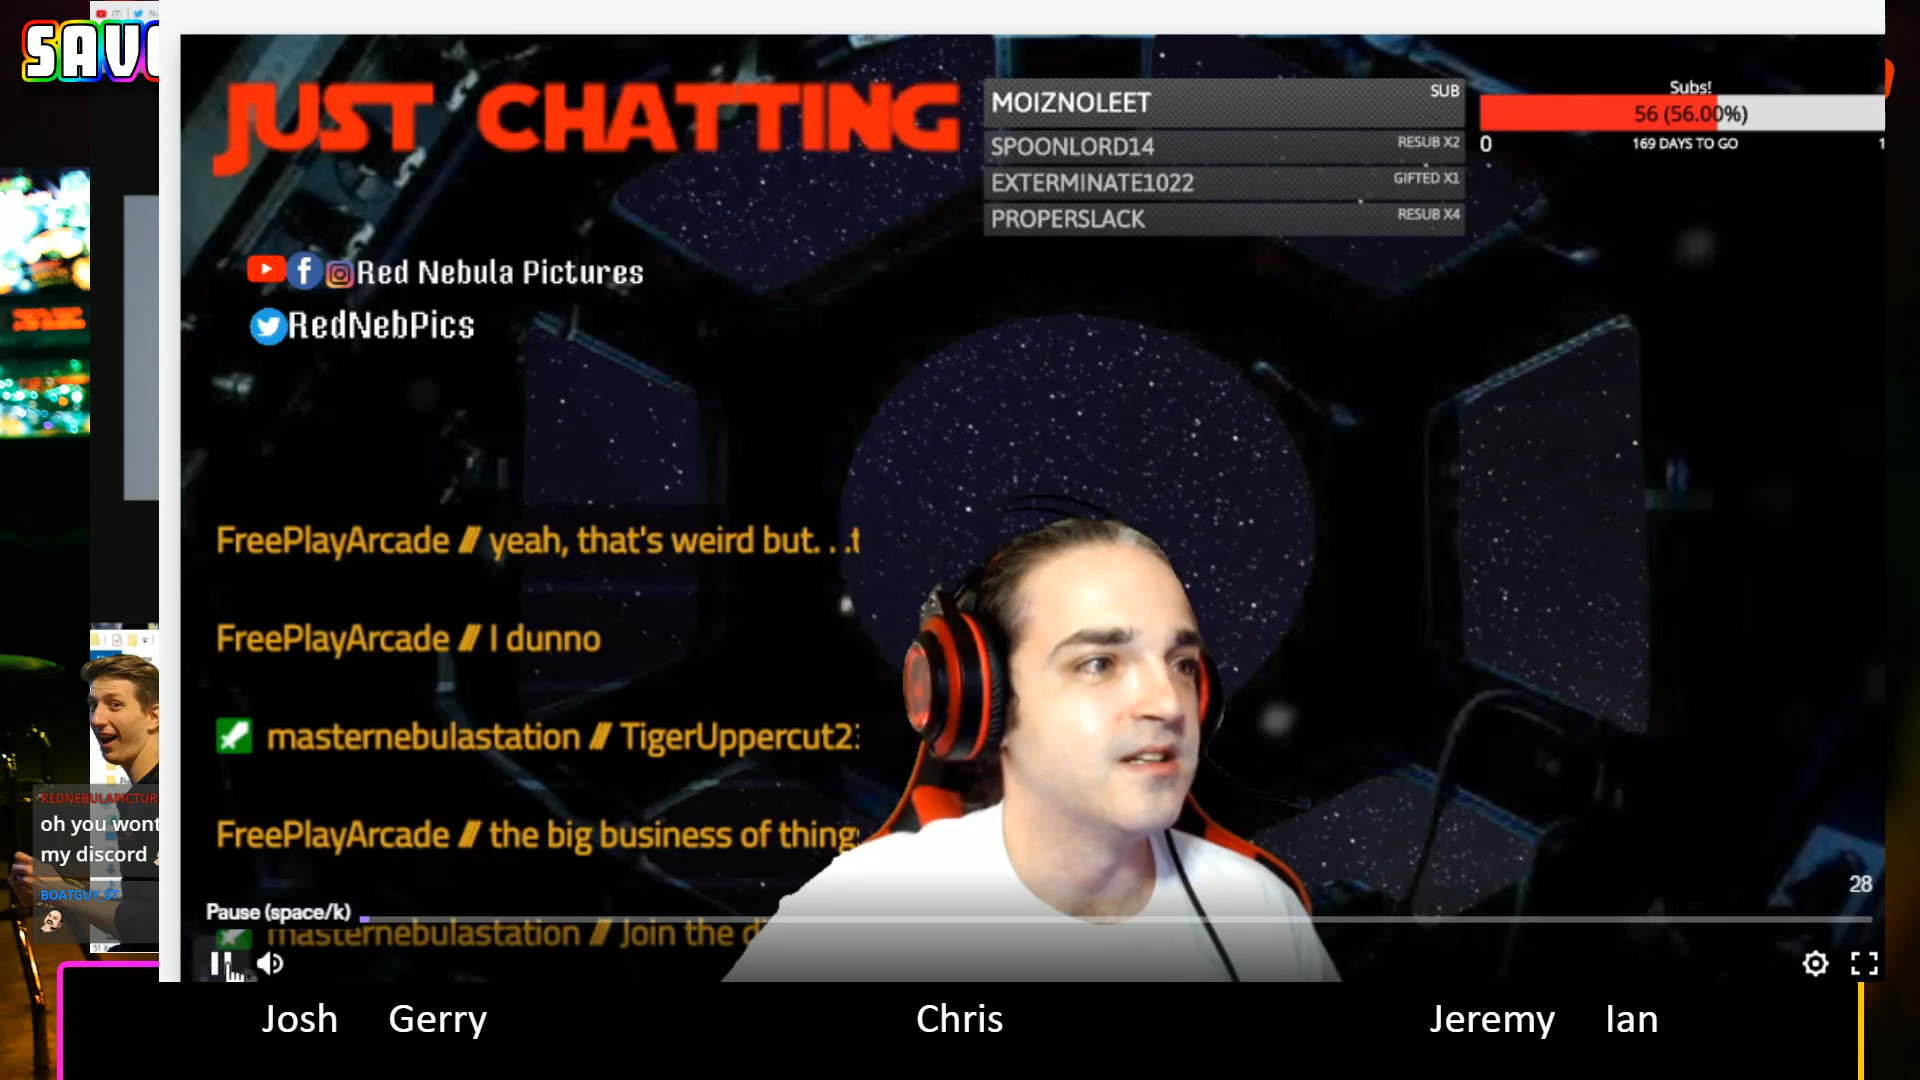 SAV
JUST CHATTING
MOIZNOLEET SUB
SPOONLORD14 RESUB X2
EXTERMINATE1022 GIFTED X1
PROPERSLACK RESUB X4
Subs!
56 (56.00%)
0 169 DAYS TO GO 1
Red Nebula Pictures
RedNebPics
FreePlayArcade /// yeah, that's weird but. . .t
FreePlayArcade /// I dunno
masternebulastation /// TigerUppercut2
FreePlayArcade /// the big business of thing
masternebulastation /// Join the d
REDNEBULAPICTUR
oh you wont
my discord
BOATGUY_ST
28
Pause (space/k)
Josh Gerry Chris Jeremy Ian